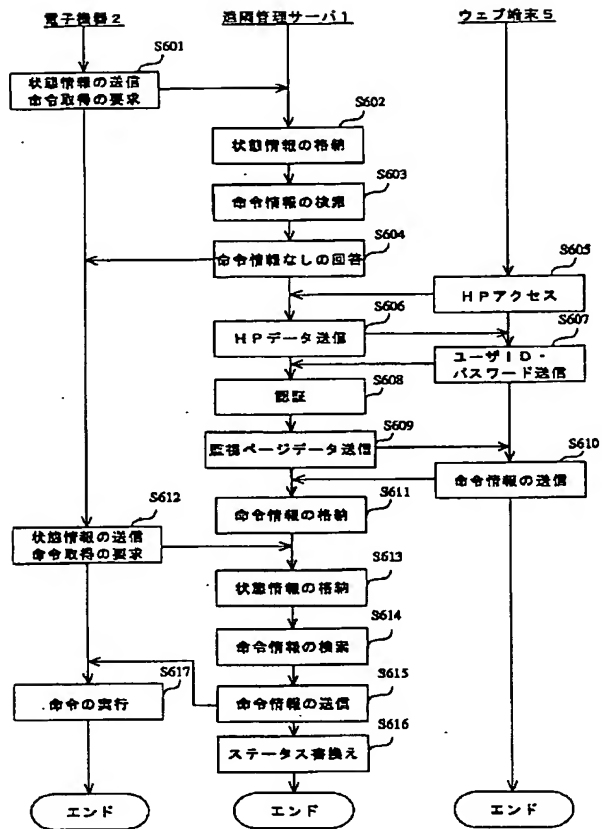 電子機器2
遠隔管理サーバ1
ウェブ端末5
S601
状態情報の送信
命令取得の要求
S602
状態情報の格納
S603
命令情報の検索
S604
命令情報なしの回答
S605
HPアクセス
S606
HPデータ送信
S607
ユーザID・
パスワード送信
S608
認証
S609
監視ページデータ送信
S610
命令情報の送信
S611
命令情報の格納
S612
状態情報の送信
命令取得の要求
S613
状態情報の格納
S614
命令情報の検索
S615
命令情報の送信
S617
命令の実行
S616
ステータス書換え
エンド
エンド
エンド